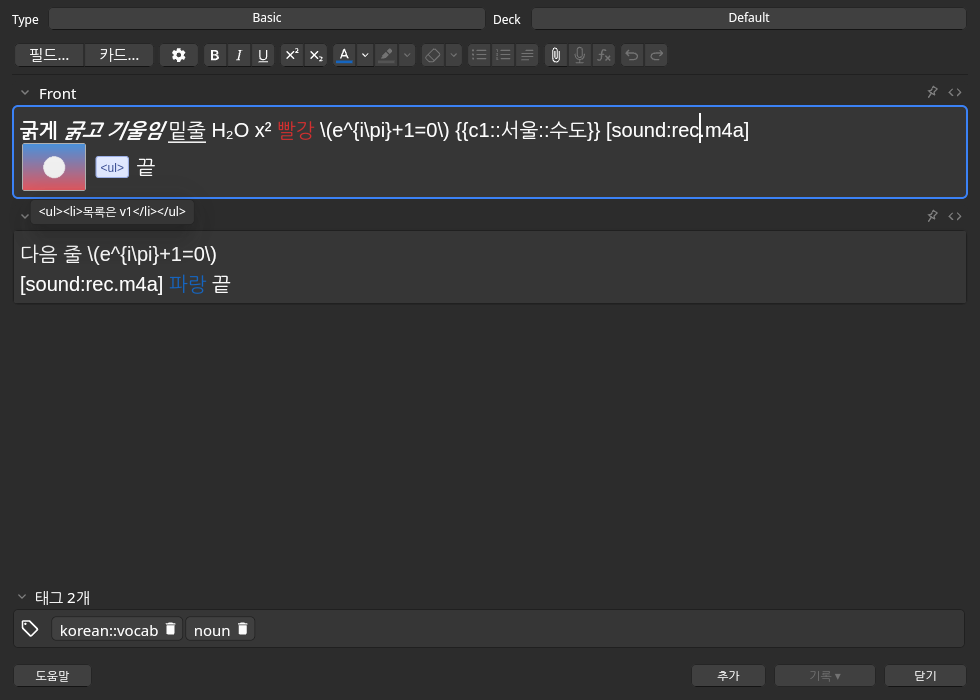 Type Basic Deck Default
필드... 카드... B I U X² X₂ A fx
Front
굵게 굵고 기울임 밑줄 H₂O x² 빨강 \(e^{i\pi}+1=0\) {{c1::서울::수도}} [sound:rec.m4a]
<ul> 끝
<ul><li>목록은 v1</li></ul>
다음 줄 \(e^{i\pi}+1=0\)
[sound:rec.m4a] 파랑 끝
태그 2개
korean::vocab noun
도움말 추가 기록 ▾ 닫기